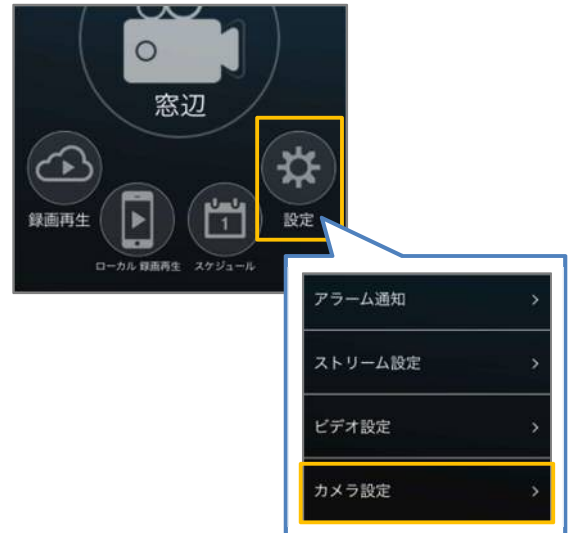 窓辺
録画再生
設定
1
ローカル 録画再生
スケジュール
アラーム通知
ストリーム設定
ビデオ設定
カメラ設定